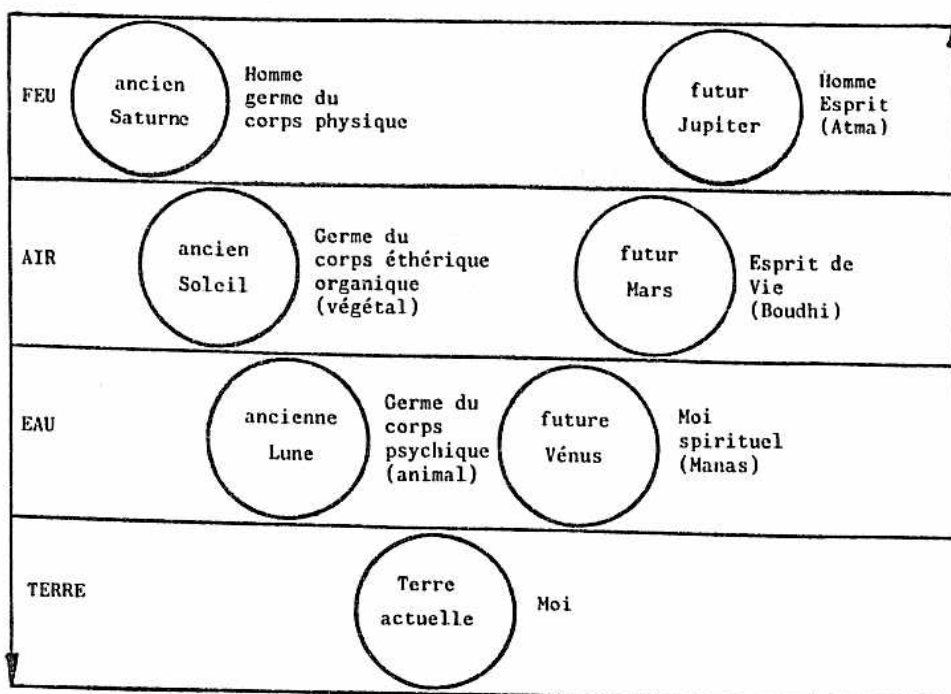 FEU
ancien
Saturne
Homme
germe du
corps physique
futur
Jupiter
Homme
Esprit
(Atma)
AIR
ancien
Soleil
Germe du
corps éthérique
organique
(végétal)
futur
Mars
Esprit de
Vie
(Boudhi)
EAU
ancienne
Lune
Germe du
corps
psychique
(animal)
future
Vénus
Moi
spirituel
(Manas)
TERRE
Terre
actuelle
Moi